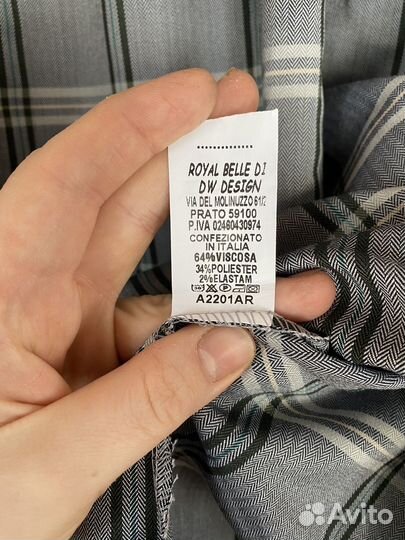 ROYAL BELLE DI
DW DESIGN
VIA DEL MOLINUZZO 61/
PRATO 59100
P.IVA 02460430974
CONFEZIONATO
IN ITALIA
64%VISCOSA
34%POLIESTER
2%ELASTAM
A2201AR
Avito